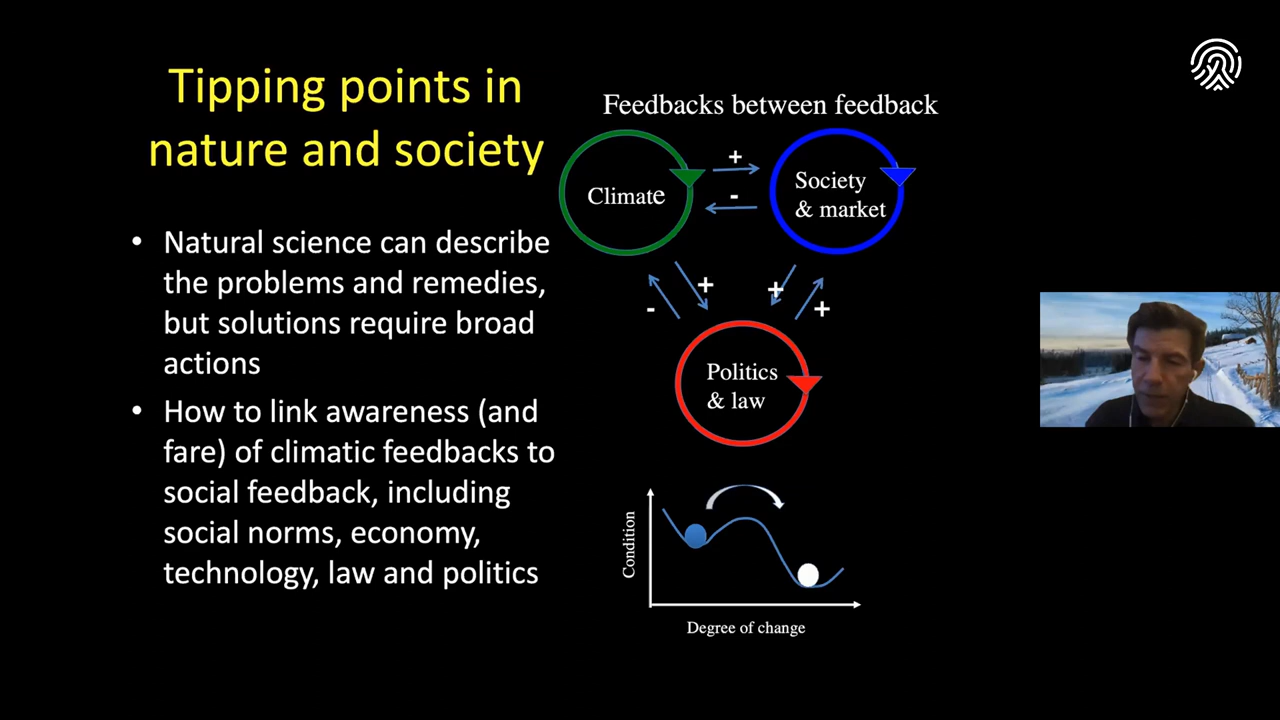 Tipping points in
nature and society
• Natural science can describe
the problems and remedies,
but solutions require broad
actions
• How to link awareness (and
fare) of climatic feedbacks to
social feedback, including
social norms, economy,
technology, law and politics
Feedbacks between feedback
Climate
+
-
Society
& market
-
+
+
+
Politics
& law
Condition
Degree of change